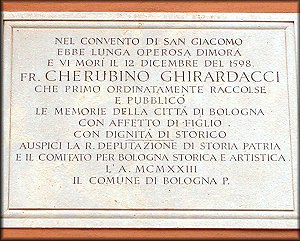 NEL CONVENTO DI SAN GIACOMO
EBBE LUNGA OPEROSA DIMORA
E VI MORÌ IL 12 DICEMBRE DEL 1598
FR. CHERUBINO GHIRARDACCI
CHE PRIMO ORDINATAMENTE RACCOLSE
E PUBBLICO
LE MEMORIE DELLA CITTÀ DI BOLOGNA
CON AFFETTO DI FIGLIO
CON DIGNITÀ DI STORICO
AUSPICI LA R. DEPUTAZIONE DI STORIA PATRIA
E IL COMITATO PER BOLOGNA STORICA E ARTISTICA
L'A. MCMXXIII
IL COMUNE DI BOLOGNA P.